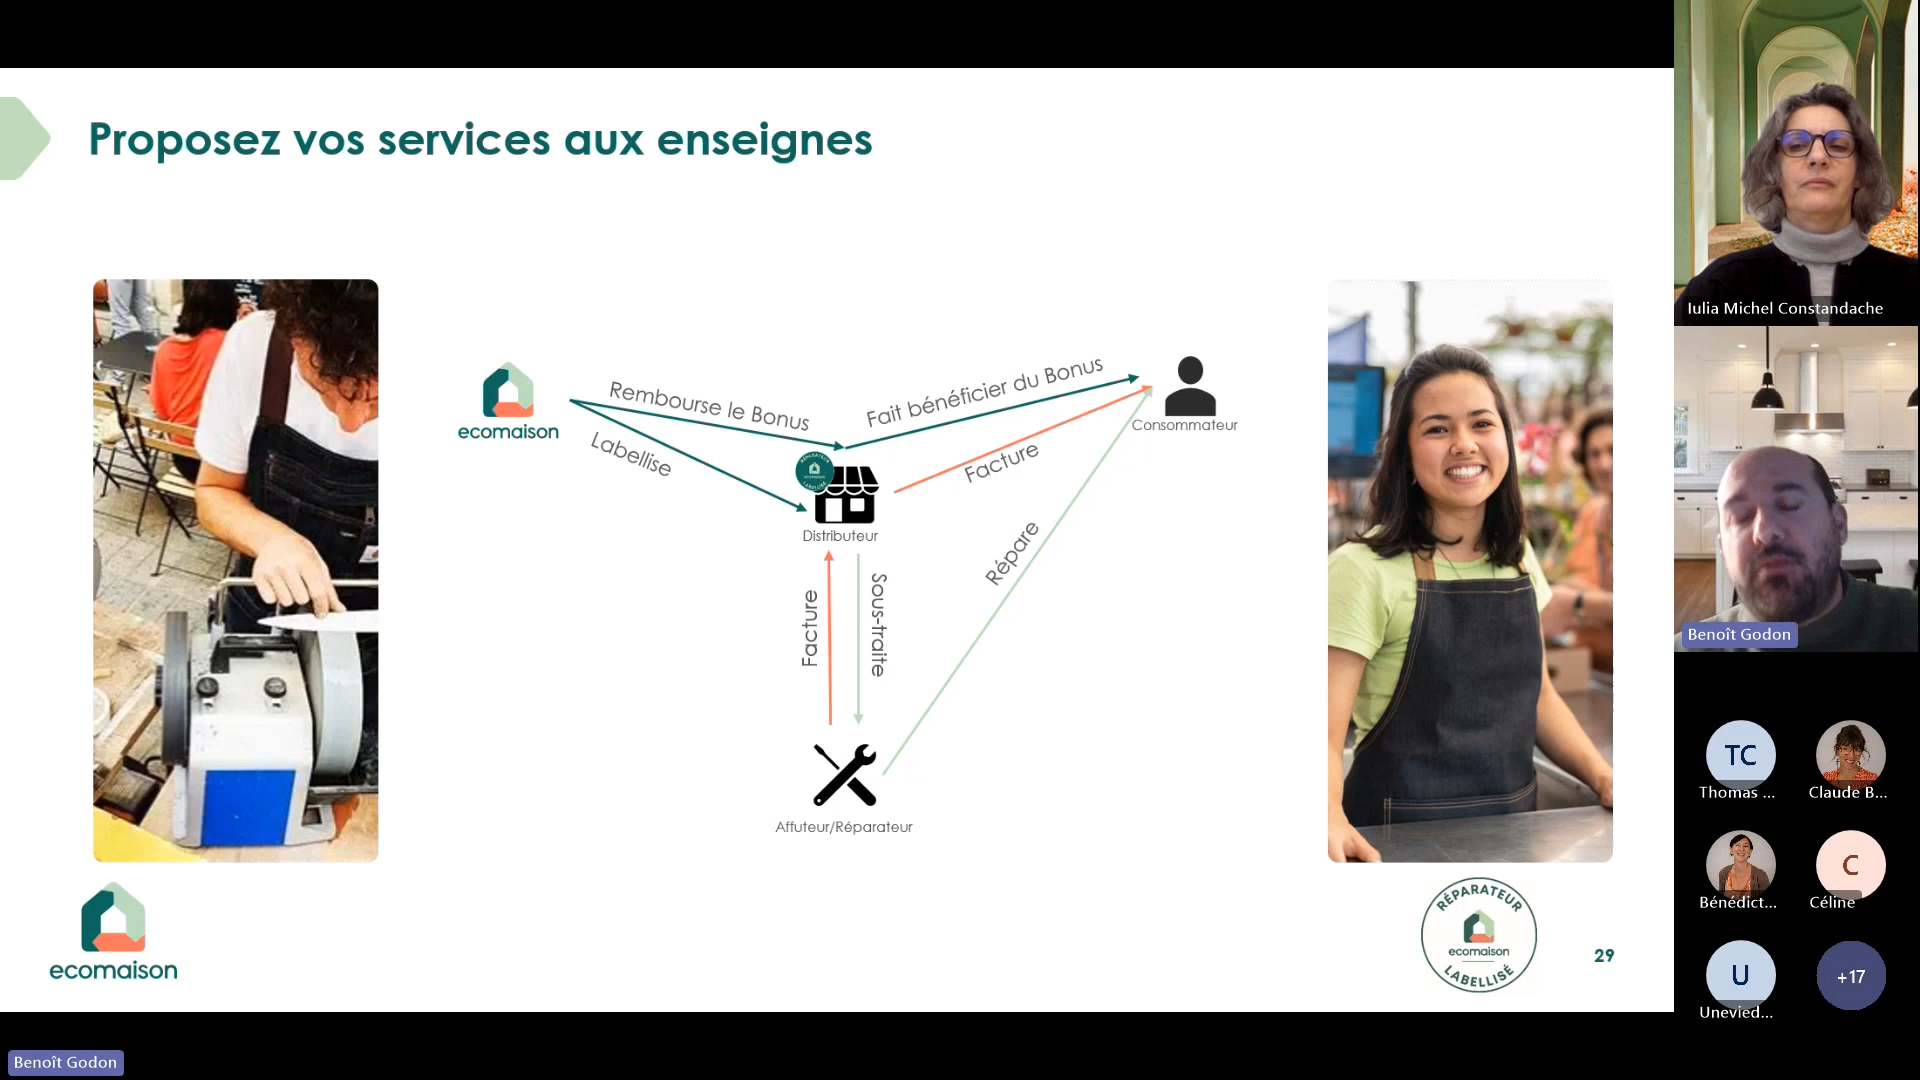 Proposez vos services aux enseignes
Rembourse le Bonus
Labellise
ecomaison
Fait bénéficier du Bonus
Facture
Consommateur
RÉPARATEUR
ecomaison
Distributeur
Répare
Facture
Sous-traite
Affuteur/Réparateur
ecomaison
RÉPARATEUR
ecomaison
LABELLISÉ
29
Iulia Michel Constandache
Benoît Godon
TC
Thomas ...
Claude B...
Bénédict...
C
Céline
U
Unevied...
+17
Benoît Godon